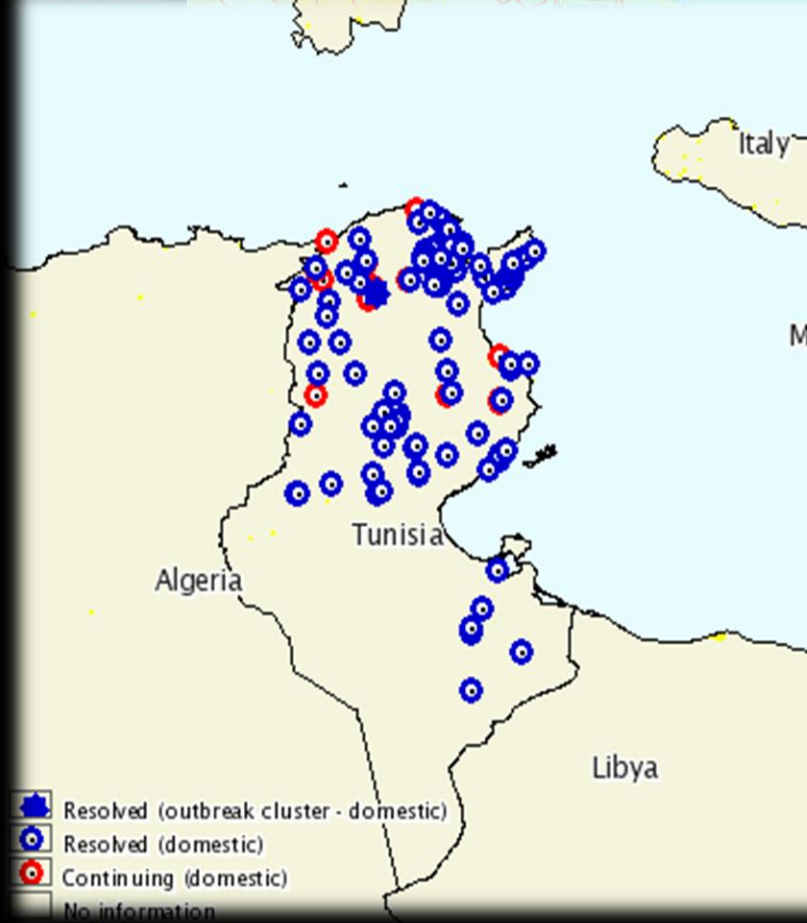 Italy
M
Tunisia
Algeria
Libya
Resolved (outbreak cluster - domestic)
Resolved (domestic)
Continuing (domestic)
No information